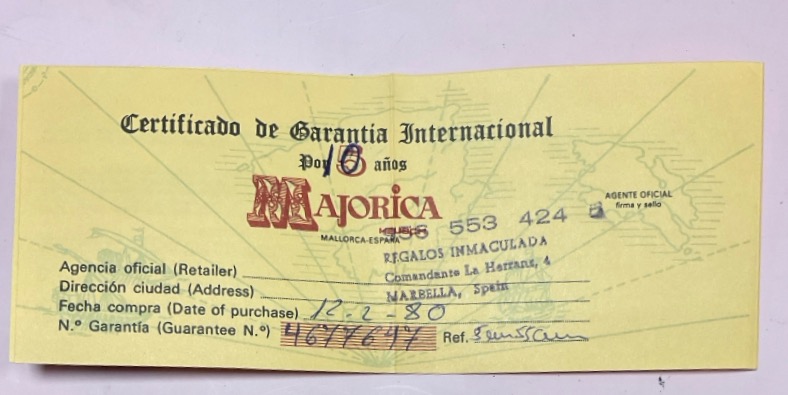 Certificado de Garantia Internacional
Por 10 años
MAJORICA
MALLORCA-ESPAÑA
553 424
AGENTE OFICIAL
firma y sello
REGALOS INMACULADA
Comandante La Herranz, 4
MARBELLA, Spain
Agencia oficial (Retailer)
Dirección ciudad (Address)
Fecha compra (Date of purchase) 12-2-80
N.º Garantía (Guarantee N.º) 4677647 Ref.